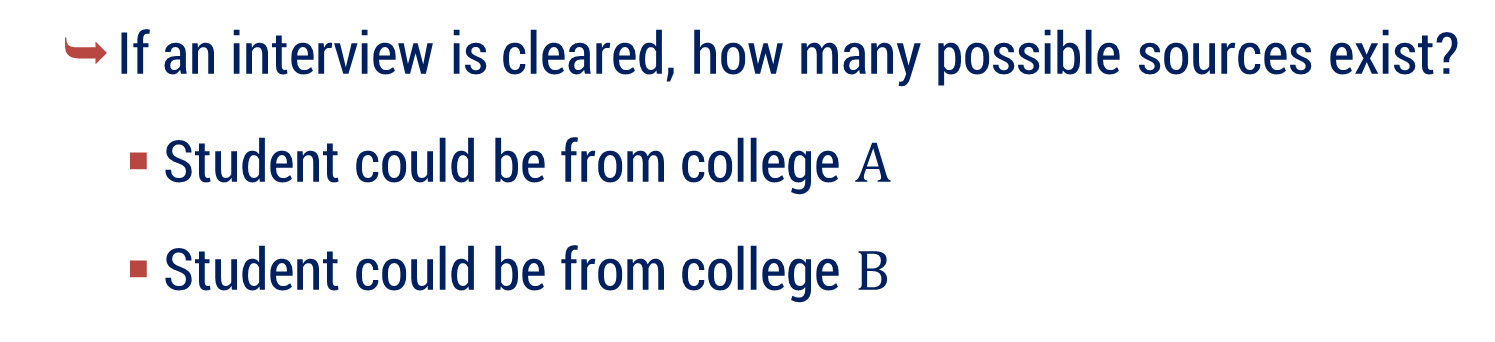 ➥ If an interview is cleared, how many possible sources exist?
▪ Student could be from college A
▪ Student could be from college B